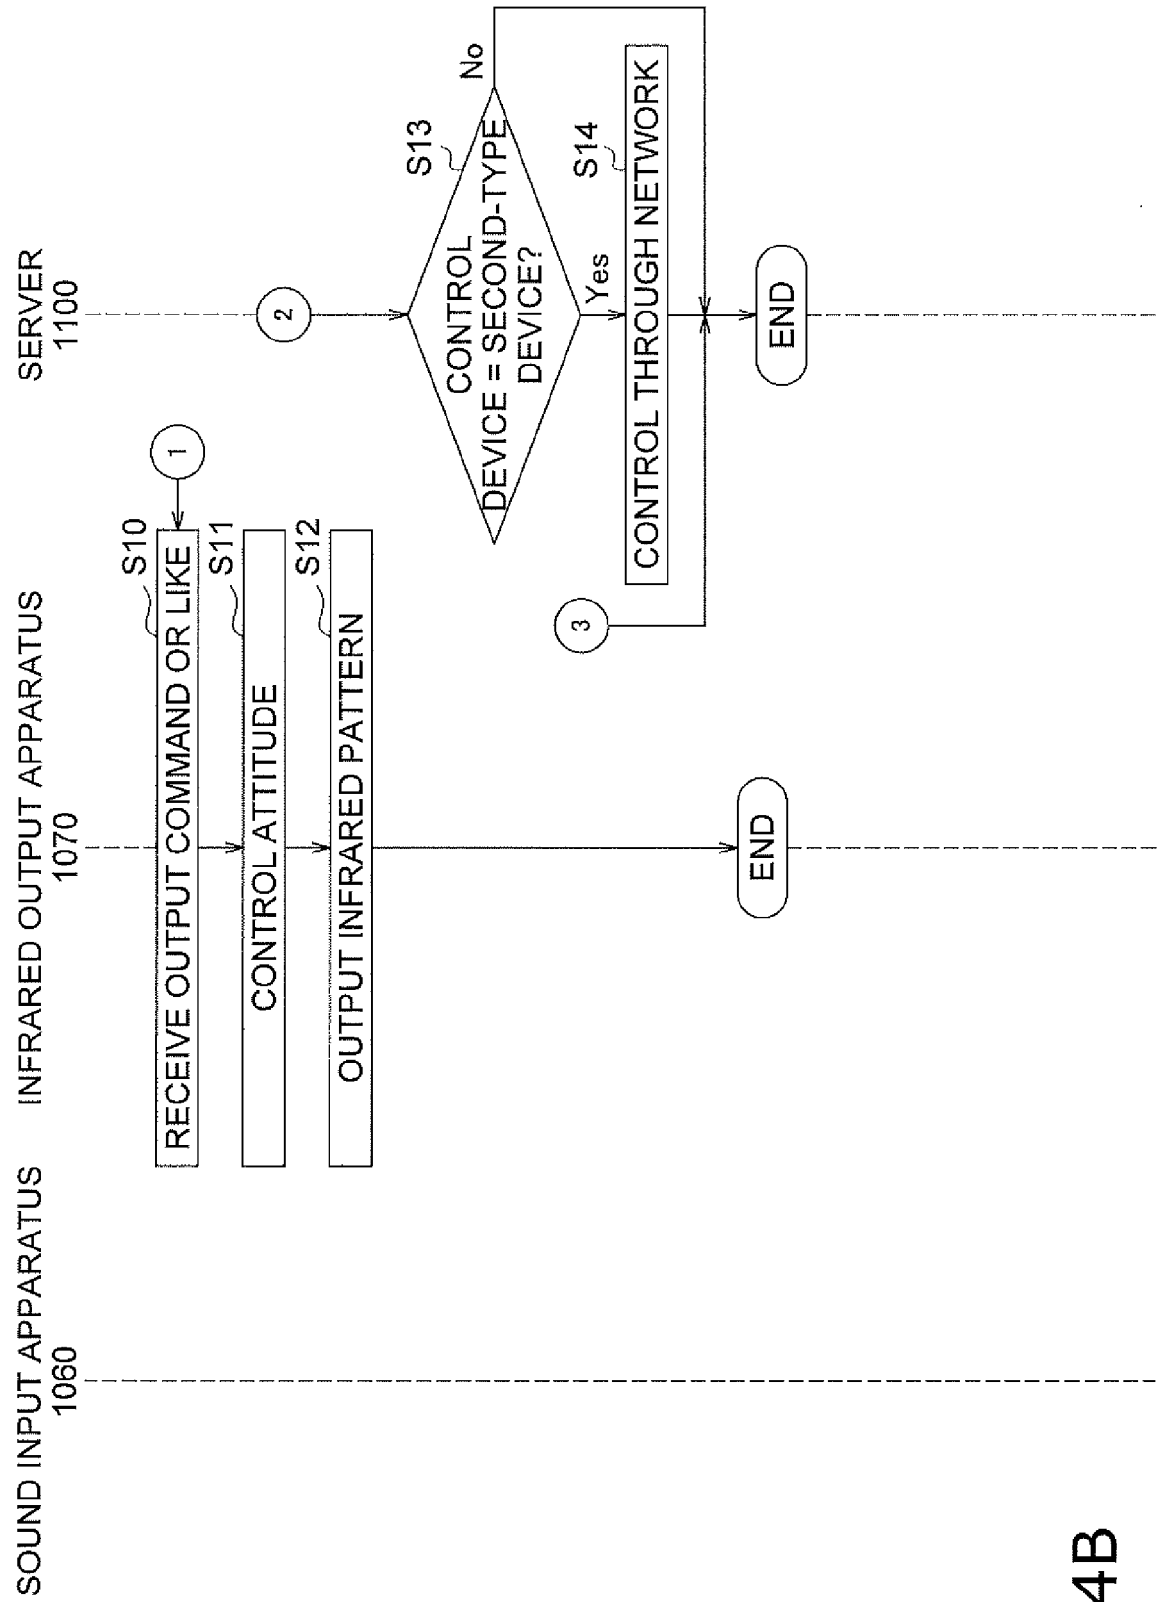 SOUND INPUT APPARATUS
1060
INFRARED OUTPUT APPARATUS
1070
SERVER
1100
1
S10
RECEIVE OUTPUT COMMAND OR LIKE
S11
CONTROL ATTITUDE
S12
OUTPUT INFRARED PATTERN
END
2
S13
CONTROL
DEVICE = SECOND-TYPE
DEVICE?
No
Yes
S14
CONTROL THROUGH NETWORK
3
END
4B